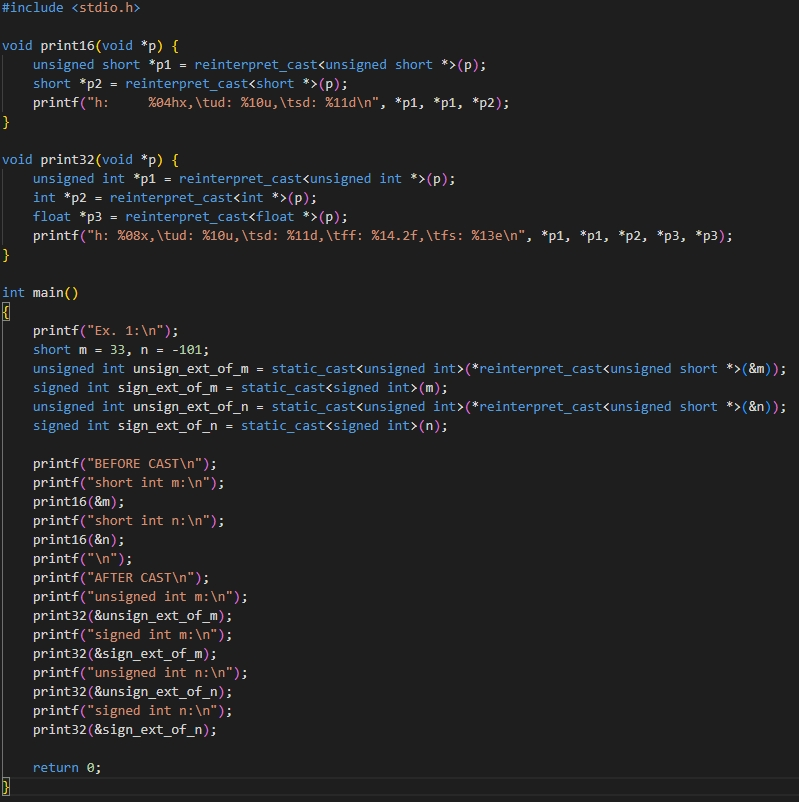 #include <stdio.h>

void print16(void *p) {
    unsigned short *p1 = reinterpret_cast<unsigned short *>(p);
    short *p2 = reinterpret_cast<short *>(p);
    printf("h:     %04hx,\tud: %10u,\tsd: %11d\n", *p1, *p1, *p2);
}

void print32(void *p) {
    unsigned int *p1 = reinterpret_cast<unsigned int *>(p);
    int *p2 = reinterpret_cast<int *>(p);
    float *p3 = reinterpret_cast<float *>(p);
    printf("h: %08x,\tud: %10u,\tsd: %11d,\tff: %14.2f,\tfs: %13e\n", *p1, *p1, *p2, *p3, *p3);
}

int main()
{
    printf("Ex. 1:\n");
    short m = 33, n = -101;
    unsigned int unsign_ext_of_m = static_cast<unsigned int>(*reinterpret_cast<unsigned short *>(&m));
    signed int sign_ext_of_m = static_cast<signed int>(m);
    unsigned int unsign_ext_of_n = static_cast<unsigned int>(*reinterpret_cast<unsigned short *>(&n));
    signed int sign_ext_of_n = static_cast<signed int>(n);

    printf("BEFORE CAST\n");
    printf("short int m:\n");
    print16(&m);
    printf("short int n:\n");
    print16(&n);
    printf("\n");
    printf("AFTER CAST\n");
    printf("unsigned int m:\n");
    print32(&unsign_ext_of_m);
    printf("signed int m:\n");
    print32(&sign_ext_of_m);
    printf("unsigned int n:\n");
    print32(&unsign_ext_of_n);
    printf("signed int n:\n");
    print32(&sign_ext_of_n);

    return 0;
}